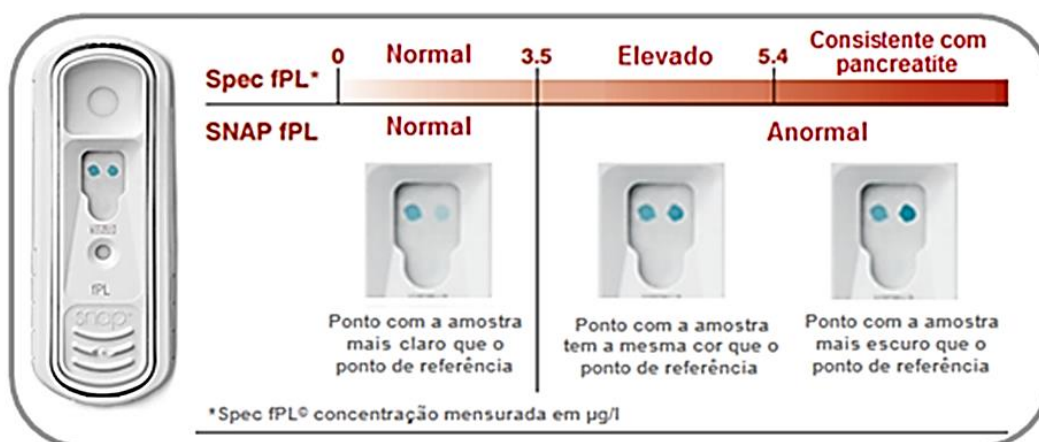 0 Normal 3.5 Elevado 5.4 Consistente com
pancreatite
Spec fPL*
SNAP fPL Normal Anormal
fPL
snap
Ponto com a amostra
mais claro que o
ponto de referência
Ponto com a amostra
tem a mesma cor que o
ponto de referência
Ponto com a amostra
mais escuro que o
ponto de referência
*Spec fPL© concentração mensurada em µg/l